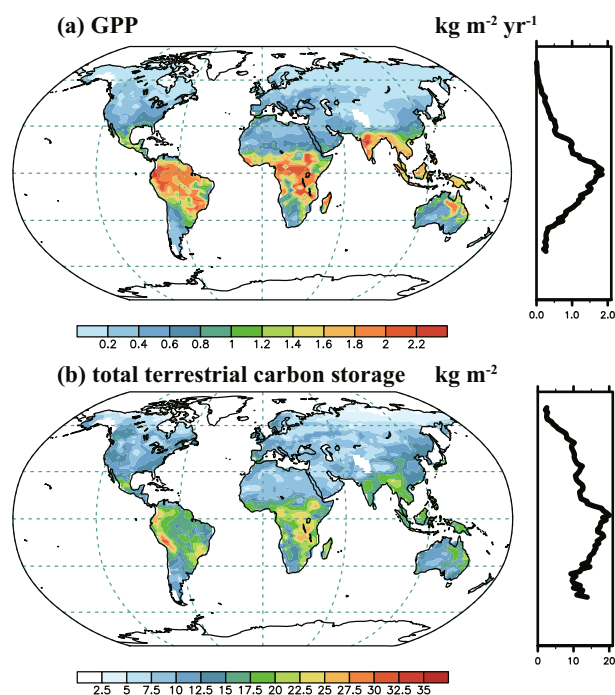 (a) GPP kg m-2 yr-1
0.0 1.0 2.0
0.2 0.4 0.6 0.8 1 1.2 1.4 1.6 1.8 2 2.2
(b) total terrestrial carbon storage kg m-2
2.5 5 7.5 10 12.5 15 17.5 20 22.5 25 27.5 30 32.5 35
0 10 20